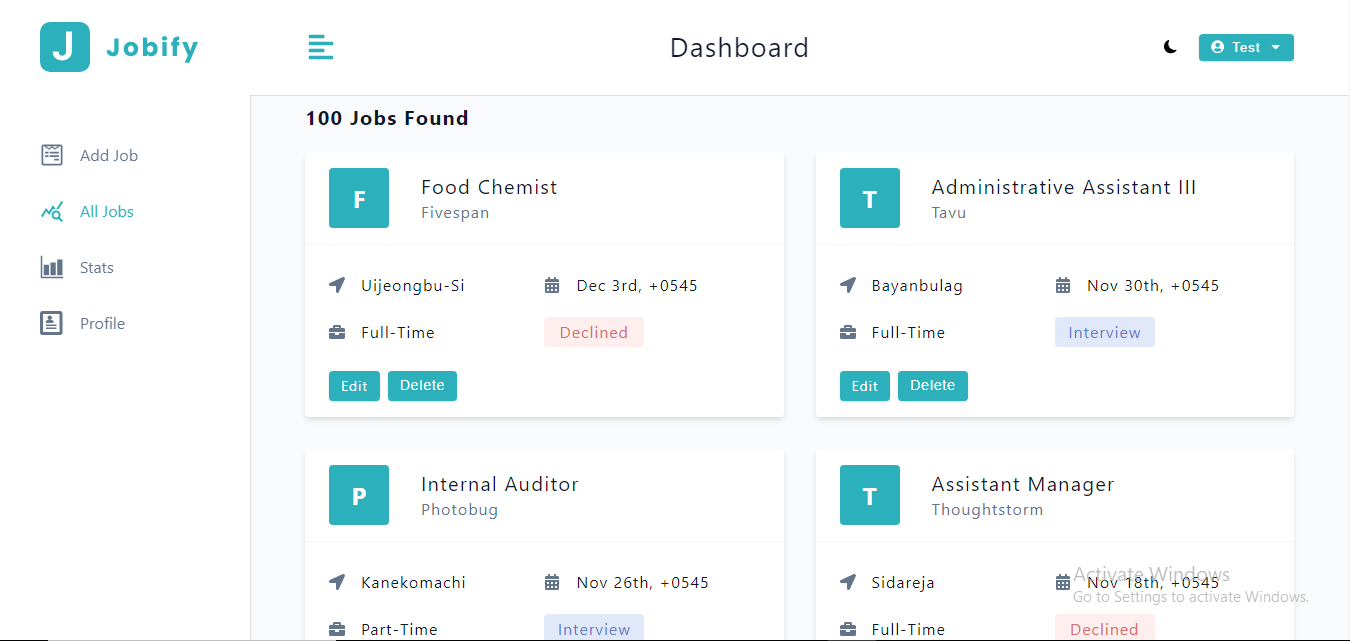 J Jobify
Dashboard
Test
Add Job
All Jobs
Stats
Profile
100 Jobs Found
F
Food Chemist
Fivespan
Uijeongbu-Si
Dec 3rd, +0545
Full-Time
Declined
Edit
Delete
T
Administrative Assistant III
Tavu
Bayanbulag
Nov 30th, +0545
Full-Time
Interview
Edit
Delete
P
Internal Auditor
Photobug
Kanekomachi
Nov 26th, +0545
Part-Time
Interview
T
Assistant Manager
Thoughtstorm
Sidareja
Nov 18th, +0545
Full-Time
Declined
Activate Windows
Go to Settings to activate Windows.